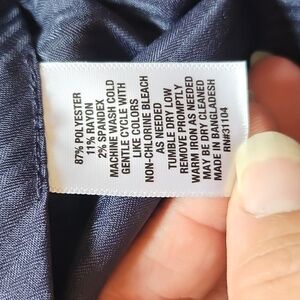 87% POLYESTER
11% RAYON
2% SPANDEX
MACHINE WASH COLD
GENTLE CYCLE WITH
LIKE COLORS
NON-CHLORINE BLEACH
AS NEEDED
TUMBLE DRY LOW
REMOVE PROMPTLY
WARM IRON AS NEEDED
MAY BE DRY CLEANED
MADE IN BANGLADESH
RN#31104